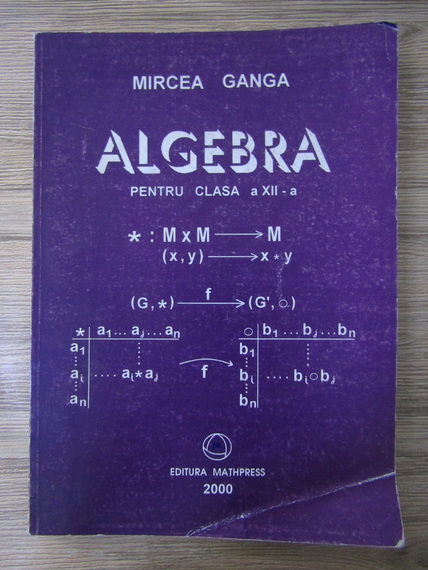 MIRCEA GANGA
ALGEBRA
PENTRU CLASA a XII - a
* : M x M ⟶ M
(x, y) ⟶ x * y
(G, *) f ⟶ (G', ○)
* a1 ... aj ... an
a1
ai .... ai*aj
an
f
○ b1 ... bj ... bn
b1
bi .... bi○bj
bn
EDITURA MATHPRESS
2000